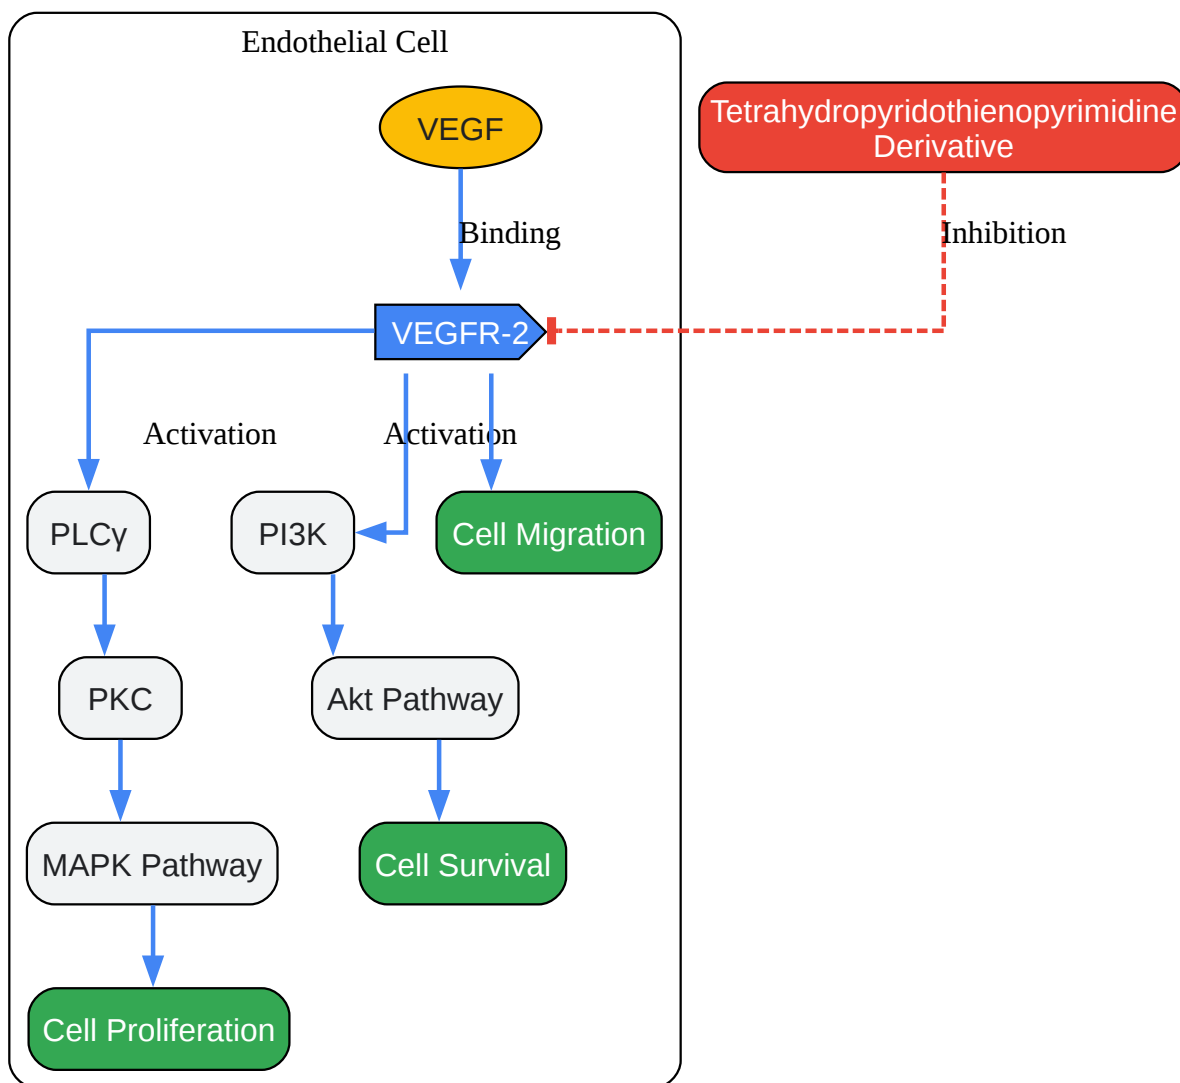 Endothelial Cell
VEGF
Tetrahydropyridothienopyrimidine
Derivative
Binding
Inhibition
VEGFR-2
Activation
Activation
PLCγ
PI3K
Cell Migration
PKC
Akt Pathway
MAPK Pathway
Cell Survival
Cell Proliferation